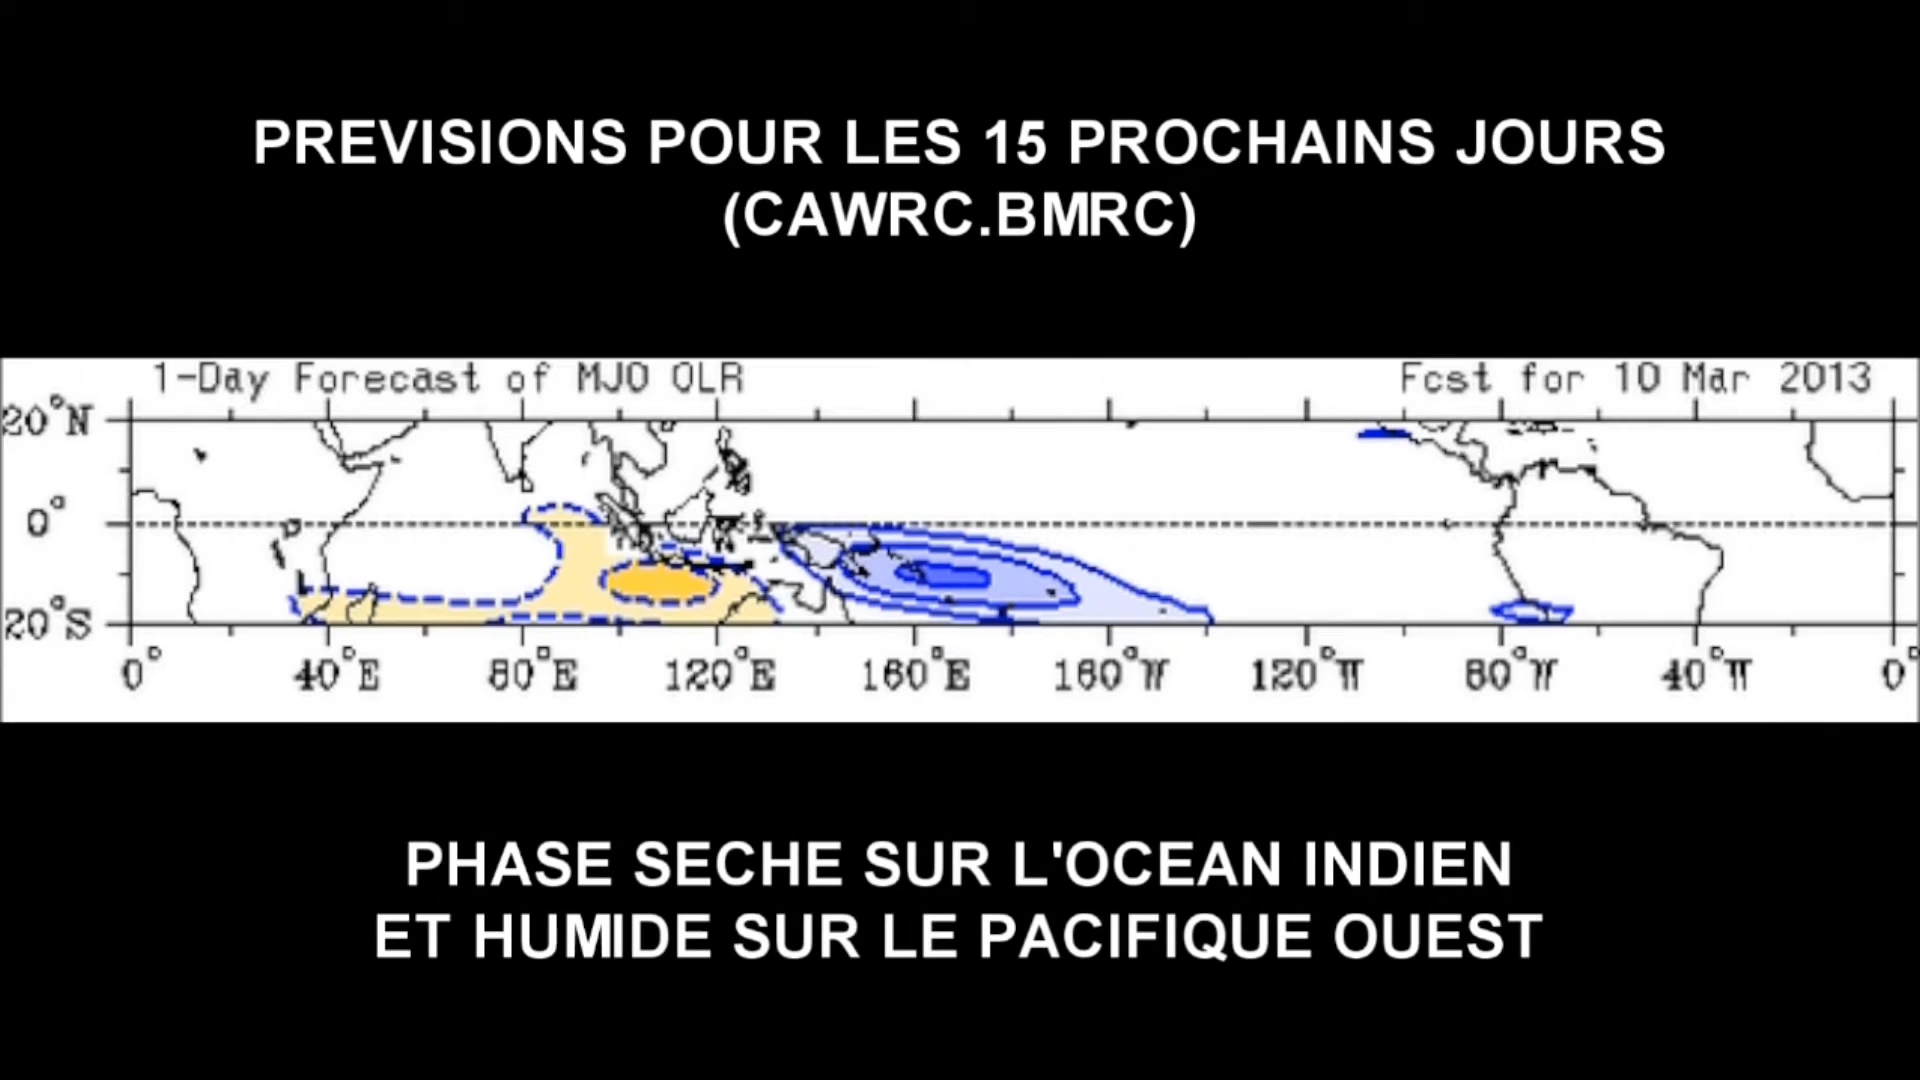 PREVISIONS POUR LES 15 PROCHAINS JOURS
(CAWRC.BMRC)
1-Day Forecast of MJO OLR
Fcst for 10 Mar 2013
20°N
0°
20°S
0° 40°E 80°E 120°E 160°E 160°W 120°W 80°W 40°W 0°
PHASE SECHE SUR L'OCEAN INDIEN
ET HUMIDE SUR LE PACIFIQUE OUEST